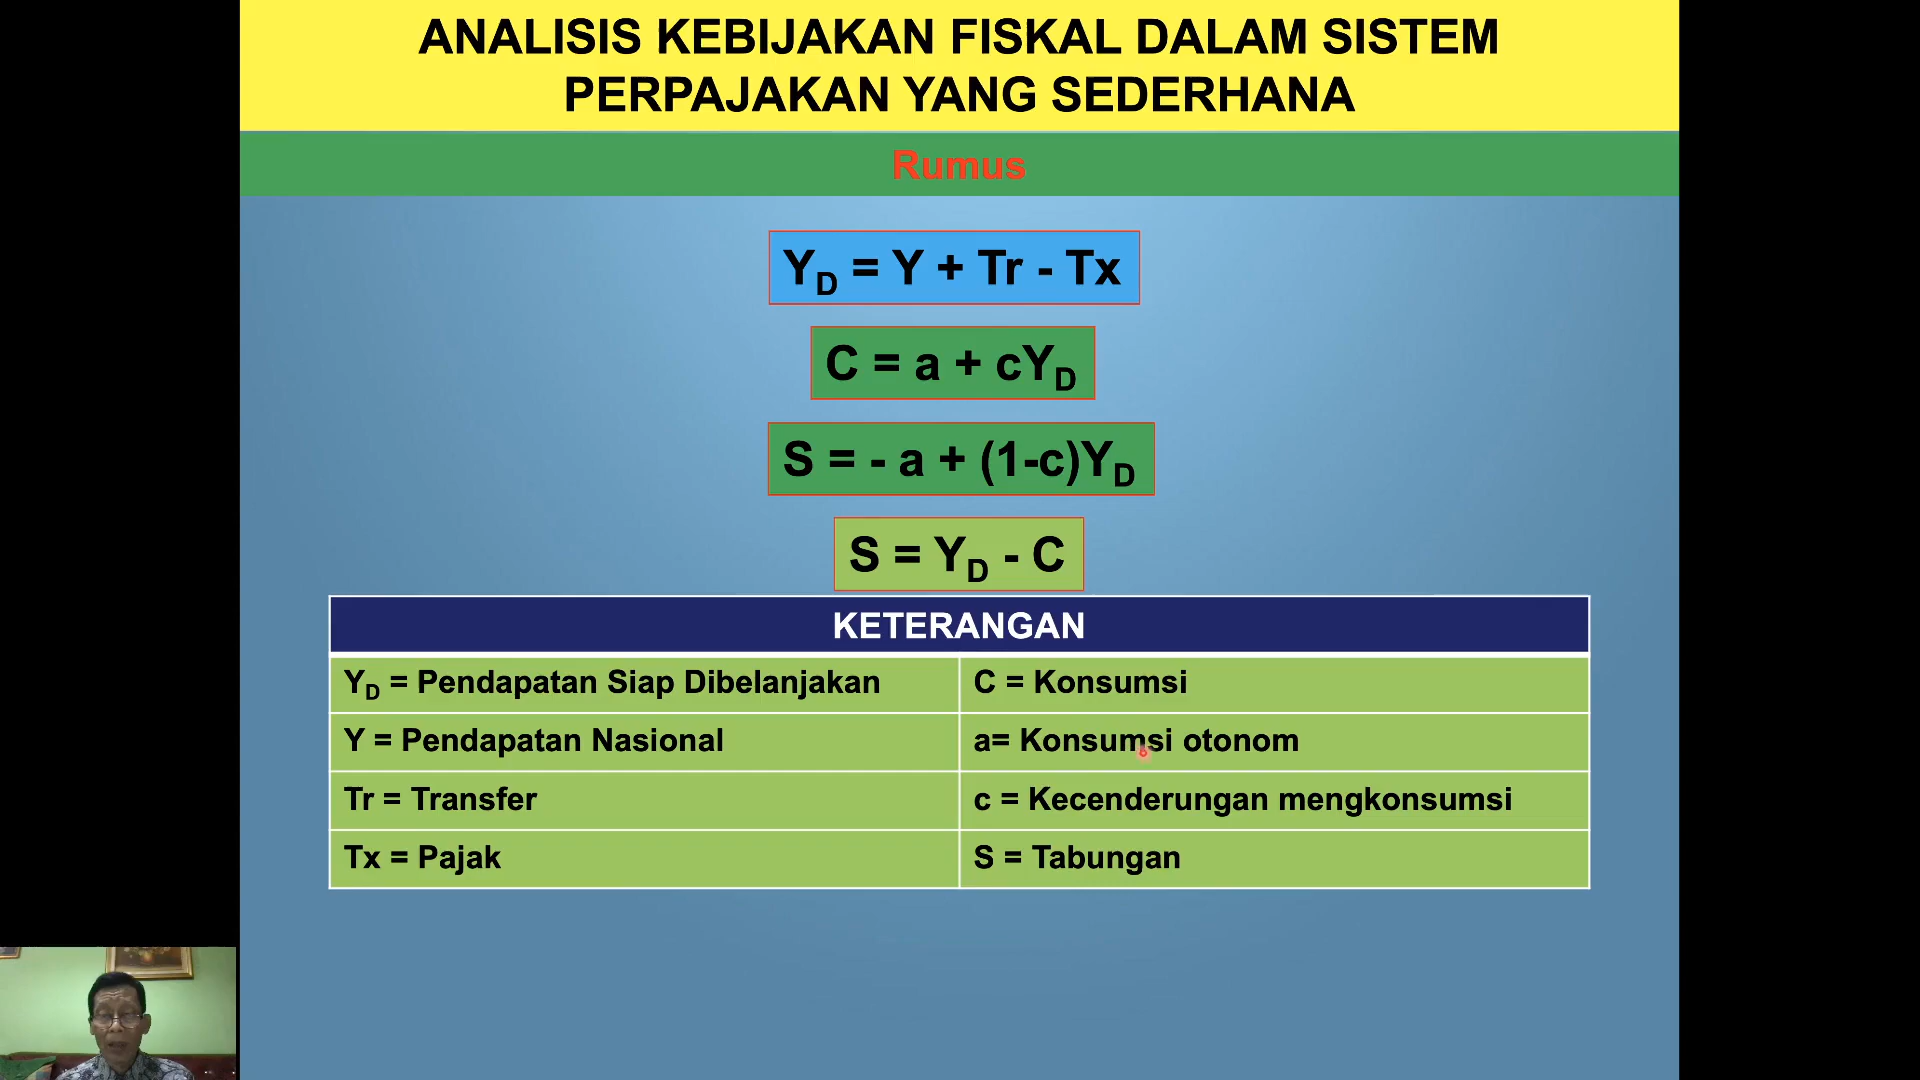 ANALISIS KEBIJAKAN FISKAL DALAM SISTEM
PERPAJAKAN YANG SEDERHANA
Rumus
Y_D = Y + Tr - Tx
C = a + cY_D
S = - a + (1-c)Y_D
S = Y_D - C
KETERANGAN
Y_D = Pendapatan Siap Dibelanjakan
C = Konsumsi
Y = Pendapatan Nasional
a= Konsumsi otonom
Tr = Transfer
c = Kecenderungan mengkonsumsi
Tx = Pajak
S = Tabungan